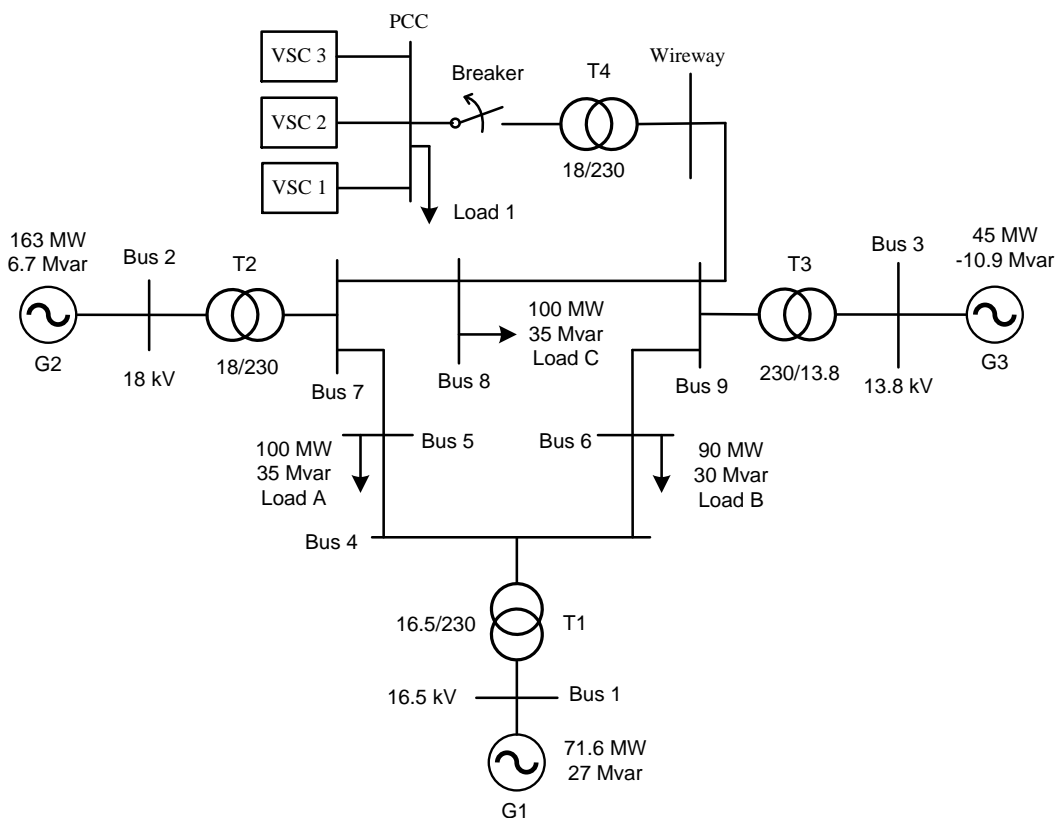 PCC
VSC 3
VSC 2
VSC 1
Breaker
T4
Wireway
18/230
Load 1
163 MW
6.7 Mvar
Bus 2
T2
G2
18 kV
18/230
Bus 7
100 MW
35 Mvar
Load C
Bus 8
Bus 9
T3
230/13.8
Bus 3
13.8 kV
45 MW
-10.9 Mvar
G3
100 MW
35 Mvar
Load A
Bus 5
Bus 6
90 MW
30 Mvar
Load B
Bus 4
16.5/230
T1
16.5 kV
Bus 1
71.6 MW
27 Mvar
G1